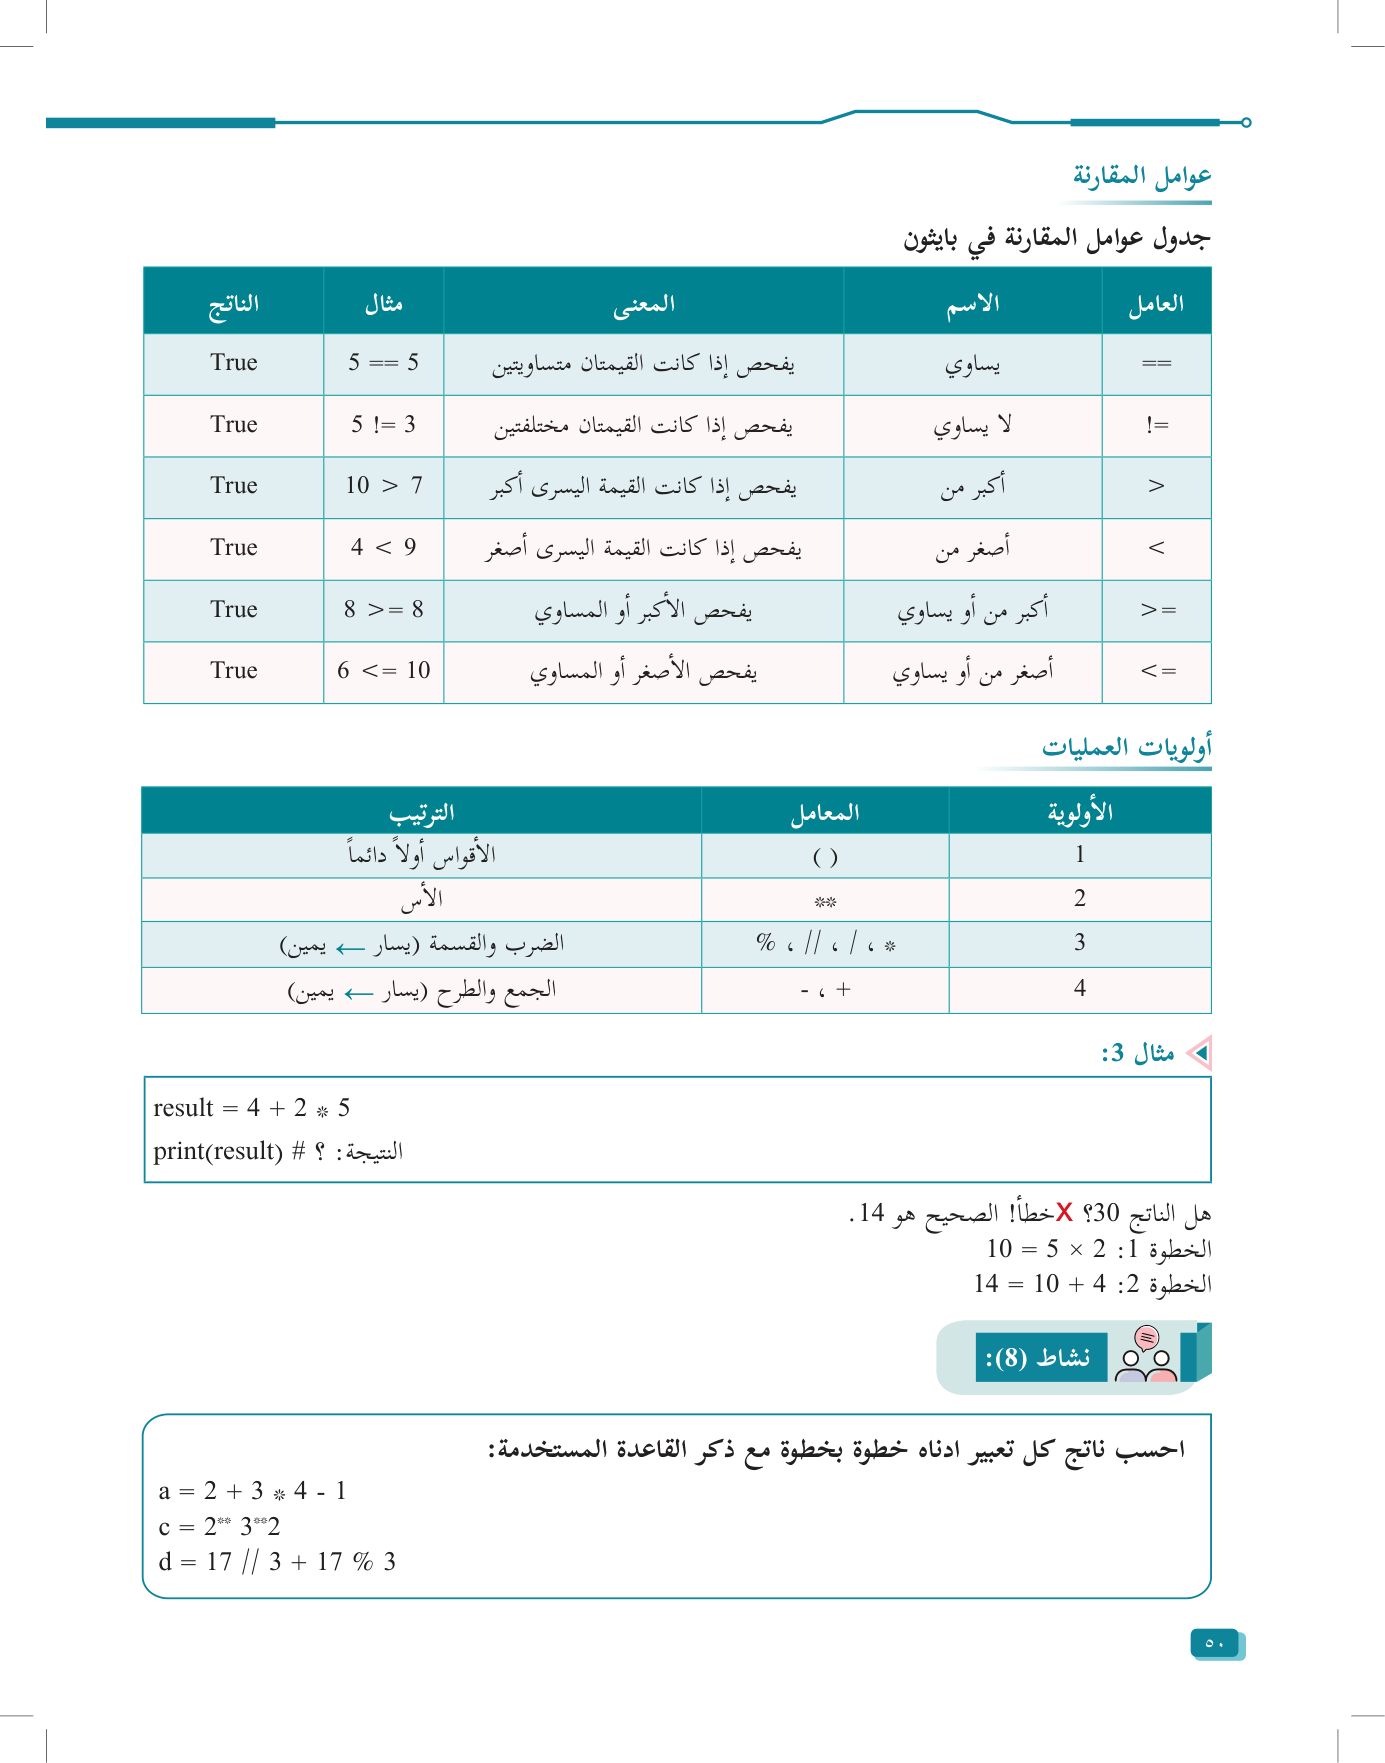 عوامل المقارنة
جدول عوامل المقارنة في بايثون
العامل الاسم المعنى مثال الناتج
== يساوي يفحص إذا كانت القيمتان متساويتين 5 == 5 True
!= لا يساوي يفحص إذا كانت القيمتان مختلفتين 5 != 3 True
> أكبر من يفحص إذا كانت القيمة اليسرى أكبر 10 > 7 True
< أصغر من يفحص إذا كانت القيمة اليسرى أصغر 4 < 9 True
>= أكبر من أو يساوي يفحص الأكبر أو المساوي 8 >= 8 True
<= أصغر من أو يساوي يفحص الأصغر أو المساوي 6 <= 10 True
أولويات العمليات
الأولوية المعامل الترتيب
1 ( ) الأقواس أولاً دائماً
2 ** الأس
3 * ، / ، // ، % الضرب والقسمة (يسار ← يمين)
4 + ، - الجمع والطرح (يسار ← يمين)
مثال 3:
result = 4 + 2 * 5
print(result) # النتيجة: ؟
هل الناتج 30؟ X خطأ! الصحيح هو 14.
الخطوة 1: 2 × 5 = 10
الخطوة 2: 4 + 10 = 14
نشاط (8):
احسب ناتج كل تعبير ادناه خطوة بخطوة مع ذكر القاعدة المستخدمة:
a = 2 + 3 * 4 - 1
c = 2** 3**2
d = 17 // 3 + 17 % 3
٥٠